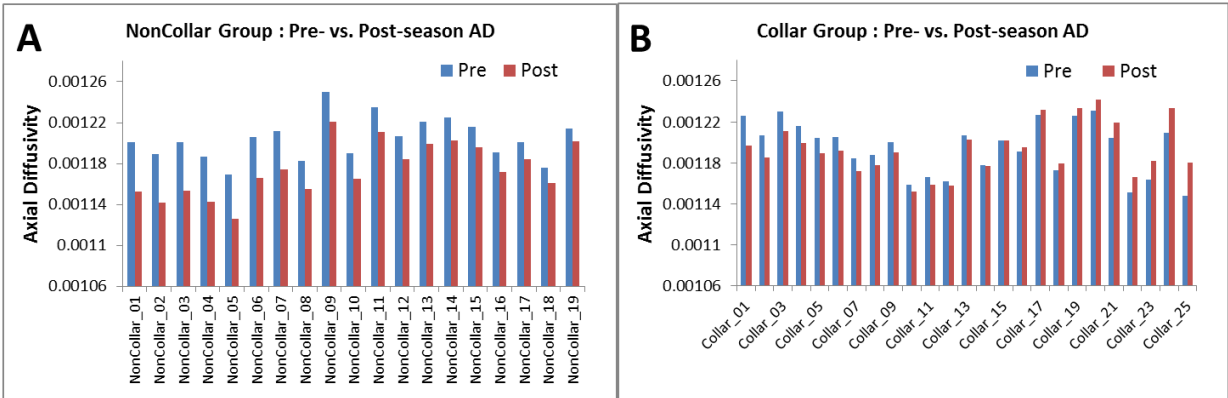 A
NonCollar Group : Pre- vs. Post-season AD
Pre
Post
Axial Diffusivity
0.00126
0.00122
0.00118
0.00114
0.0011
0.00106
NonCollar_01
NonCollar_02
NonCollar_03
NonCollar_04
NonCollar_05
NonCollar_06
NonCollar_07
NonCollar_08
NonCollar_09
NonCollar_10
NonCollar_11
NonCollar_12
NonCollar_13
NonCollar_14
NonCollar_15
NonCollar_16
NonCollar_17
NonCollar_18
NonCollar_19
B
Collar Group : Pre- vs. Post-season AD
Pre
Post
Axial Diffusivity
0.00126
0.00122
0.00118
0.00114
0.0011
0.00106
Collar_01
Collar_03
Collar_05
Collar_07
Collar_09
Collar_11
Collar_13
Collar_15
Collar_17
Collar_19
Collar_21
Collar_23
Collar_25